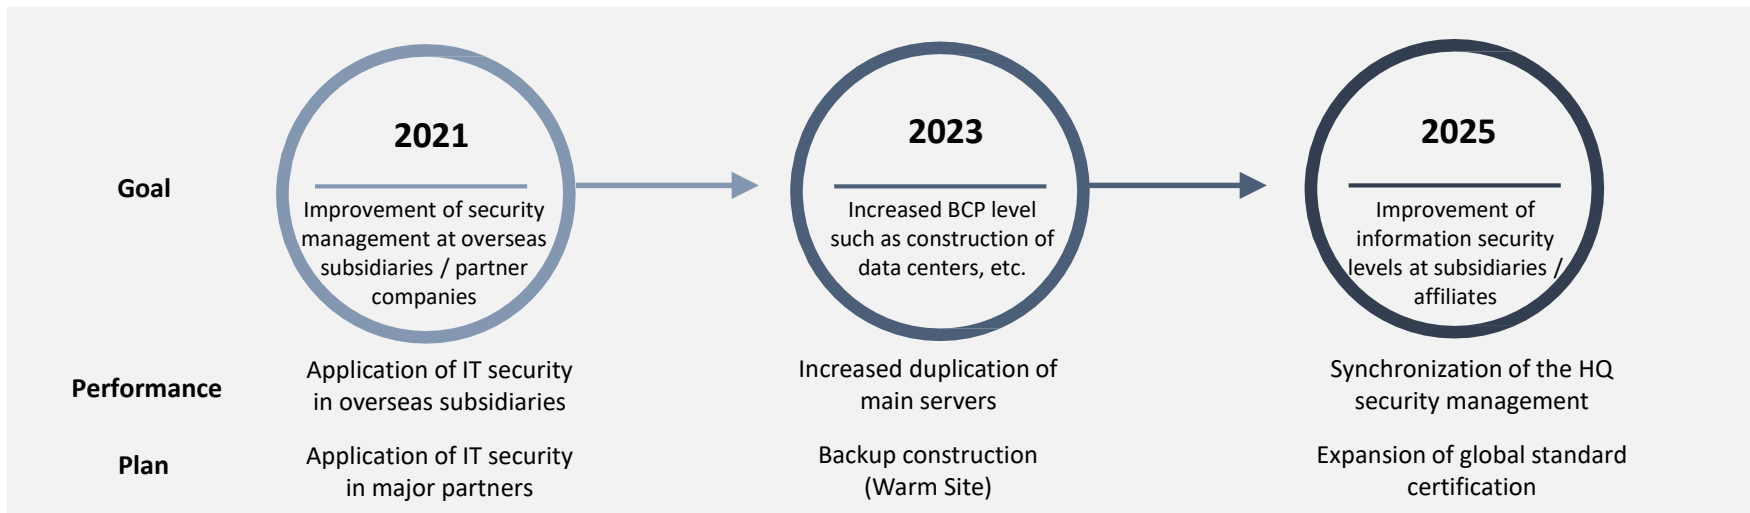 Goal
2021
Improvement of security
management at overseas
subsidiaries / partner
companies
2023
Increased BCP level
such as construction of
data centers, etc.
2025
Improvement of
information security
levels at subsidiaries /
affiliates
Performance
Application of IT security
in overseas subsidiaries
Increased duplication of
main servers
Synchronization of the HQ
security management
Plan
Application of IT security
in major partners
Backup construction
(Warm Site)
Expansion of global standard
certification